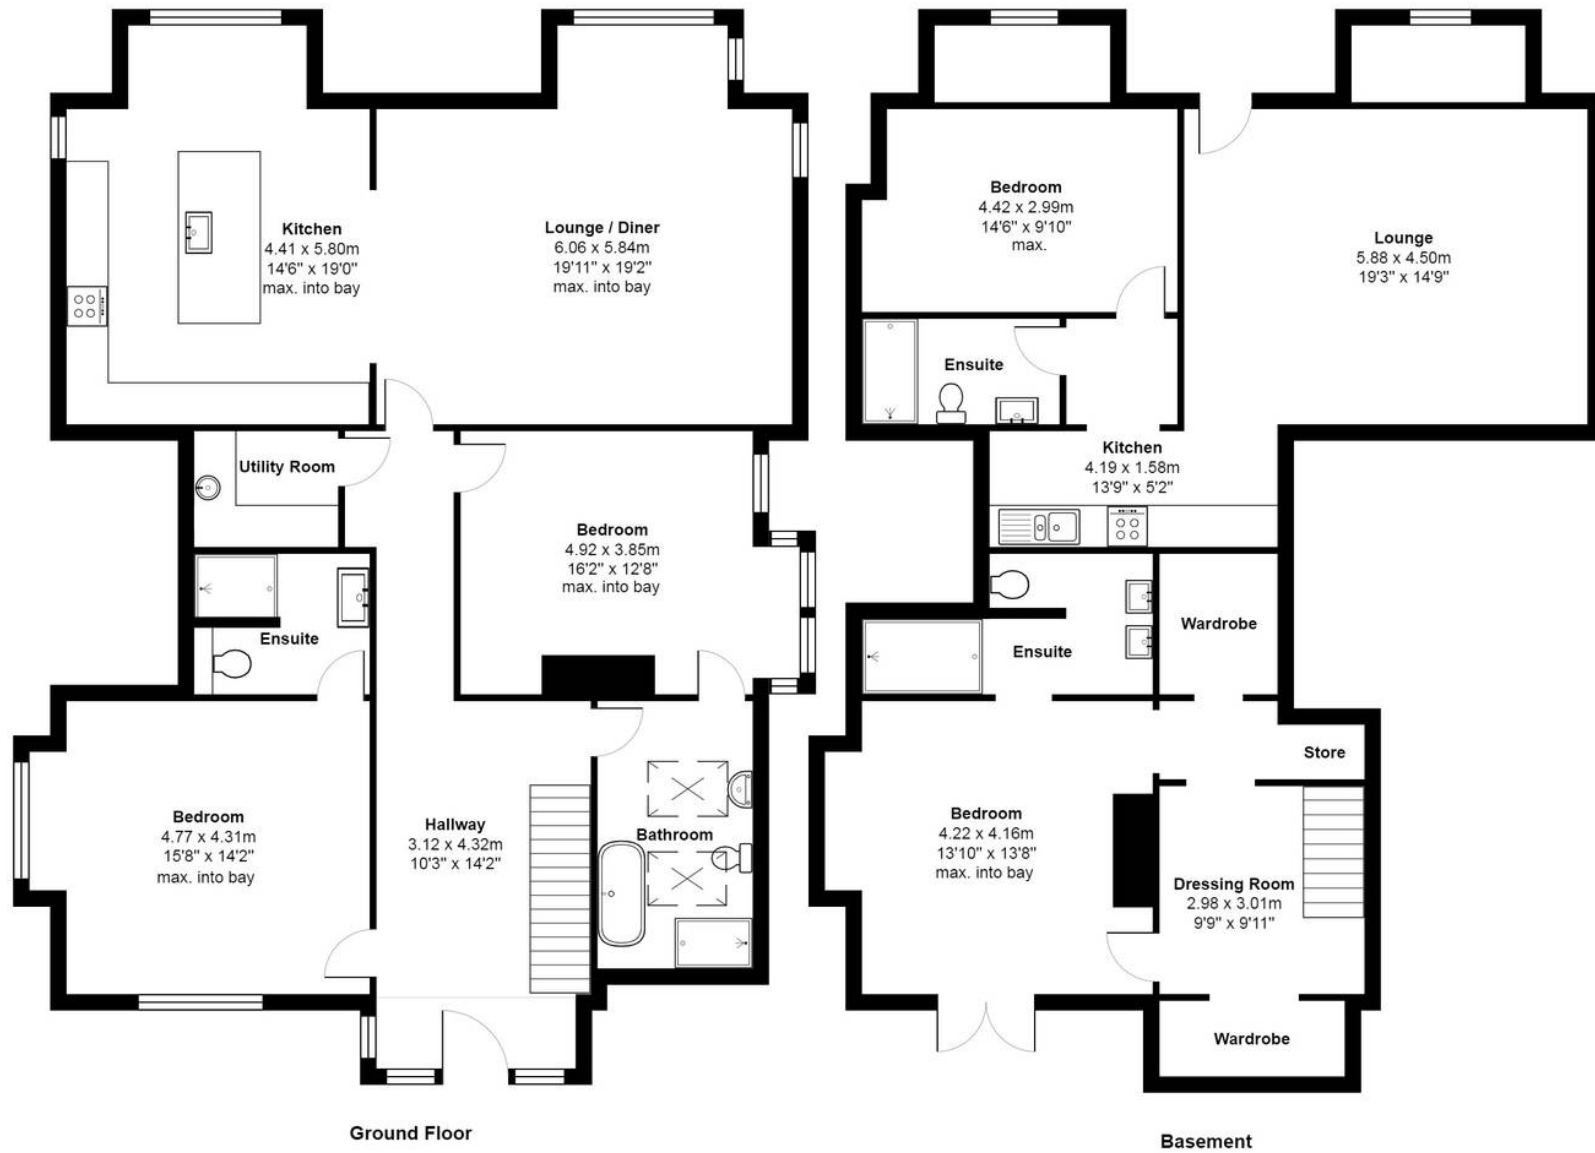 Kitchen
4.41 x 5.80m
14'6" x 19'0"
max. into bay
Lounge / Diner
6.06 x 5.84m
19'11" x 19'2"
max. into bay
Utility Room
Bedroom
4.92 x 3.85m
16'2" x 12'8"
max. into bay
Ensuite
Bedroom
4.77 x 4.31m
15'8" x 14'2"
max. into bay
Hallway
3.12 x 4.32m
10'3" x 14'2"
Bathroom
Ground Floor
Bedroom
4.42 x 2.99m
14'6" x 9'10"
max.
Lounge
5.88 x 4.50m
19'3" x 14'9"
Ensuite
Kitchen
4.19 x 1.58m
13'9" x 5'2"
Ensuite
Wardrobe
Store
Bedroom
4.22 x 4.16m
13'10" x 13'8"
max. into bay
Dressing Room
2.98 x 3.01m
9'9" x 9'11"
Wardrobe
Basement